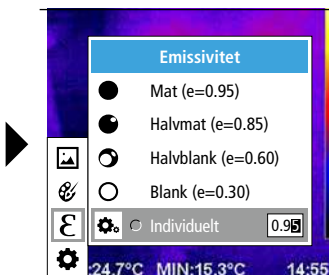 Emissivitet
Mat (e=0.95)
Halvmat (e=0.85)
Halvblank (e=0.60)
Blank (e=0.30)
ε Individuelt 0.95
:24.7°C MIN:15.3°C 14:55